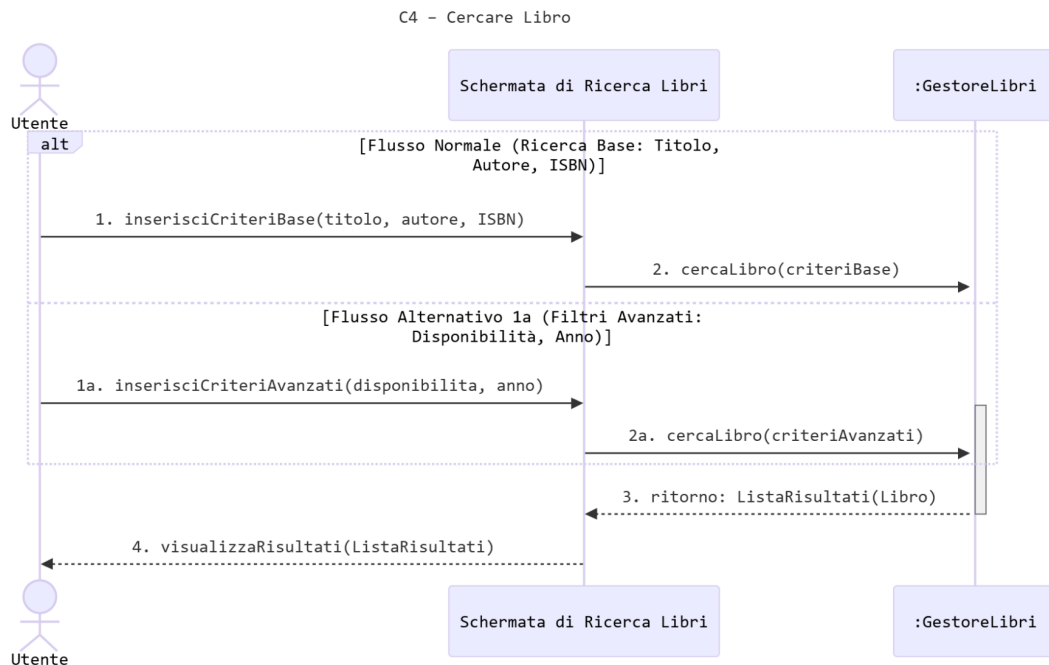 C4 – Cercare Libro
Schermata di Ricerca Libri
:GestoreLibri
Utente
alt
[Flusso Normale (Ricerca Base: Titolo,
Autore, ISBN)]
1. inserisciCriteriBase(titolo, autore, ISBN)
2. cercaLibro(criteriBase)
[Flusso Alternativo 1a (Filtri Avanzati:
Disponibilità, Anno)]
1a. inserisciCriteriAvanzati(disponibilita, anno)
2a. cercaLibro(criteriAvanzati)
3. ritorno: ListaRisultati(Libro)
4. visualizzaRisultati(ListaRisultati)
Schermata di Ricerca Libri
:GestoreLibri
Utente